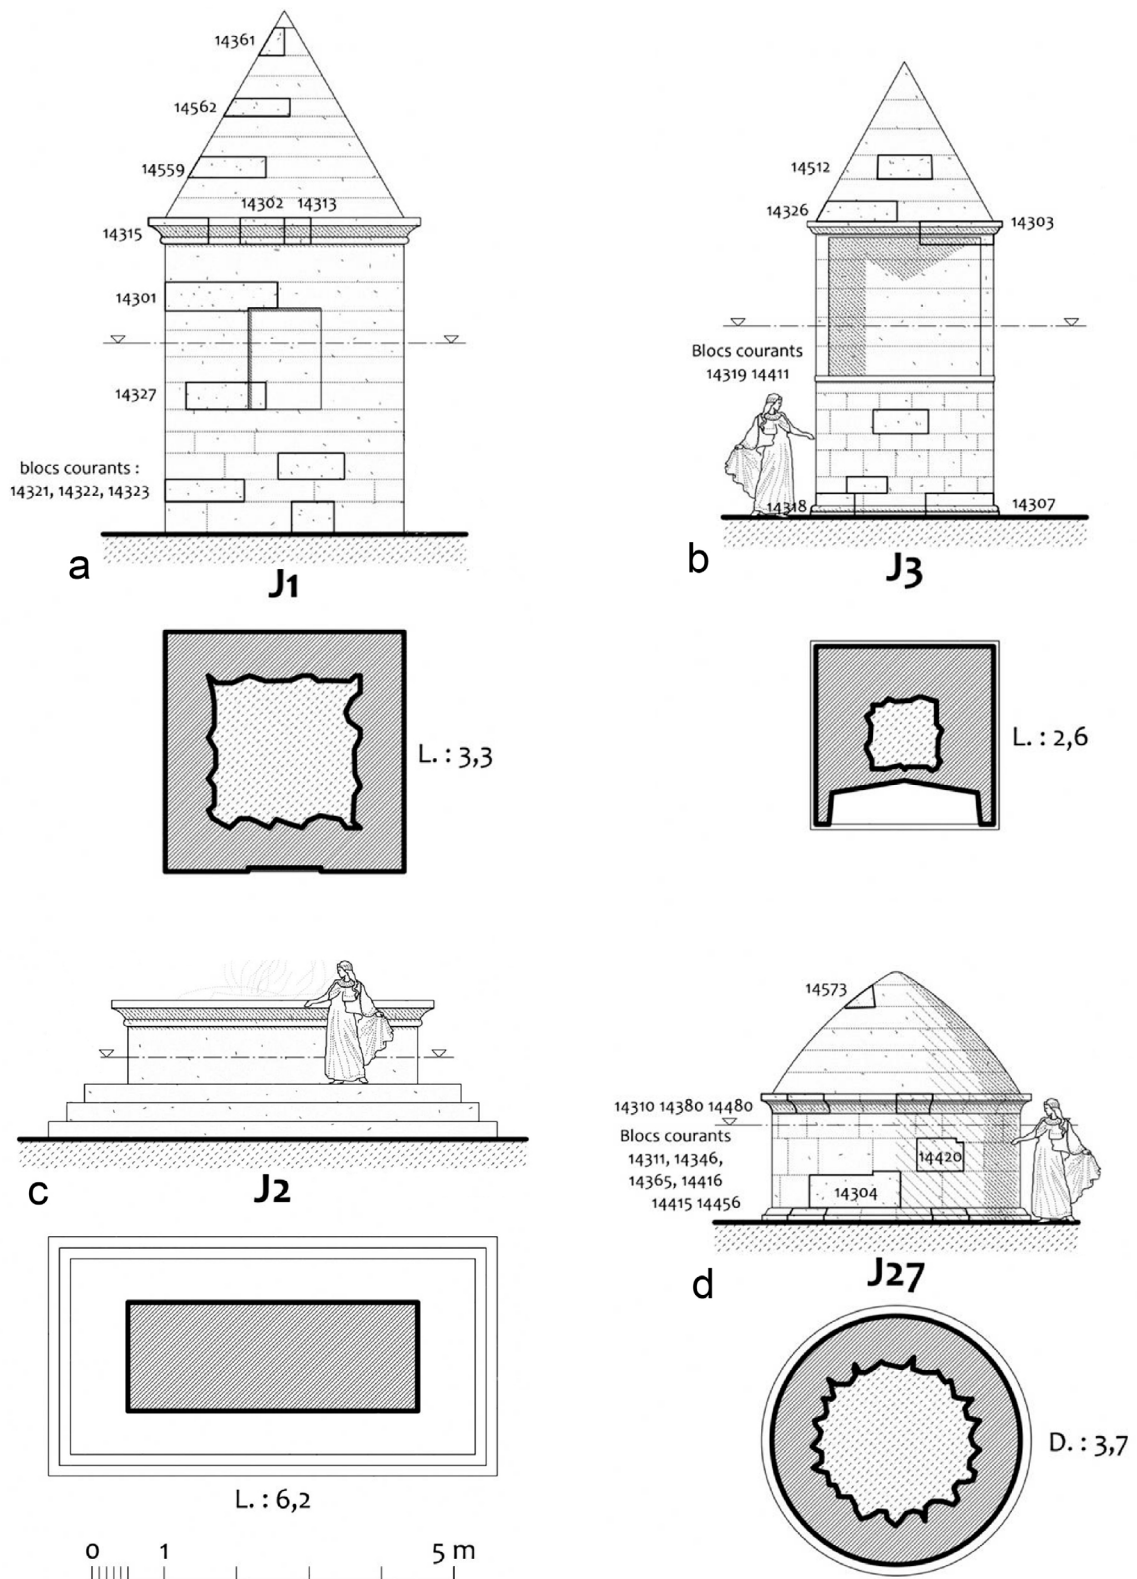 14361
14562
14559
14302 14313
14315
14301
14327
blocs courants :
14321, 14322, 14323
a
J1
14512
14326
14303
Blocs courants
14319 14411
14318
14307
b
J3
L. : 3,3
L. : 2,6
c
J2
14573
14310 14380 14480
Blocs courants
14311, 14346,
14365, 14416
14415 14456
14420
14304
d
J27
L. : 6,2
D. : 3,7
0 1 5 m